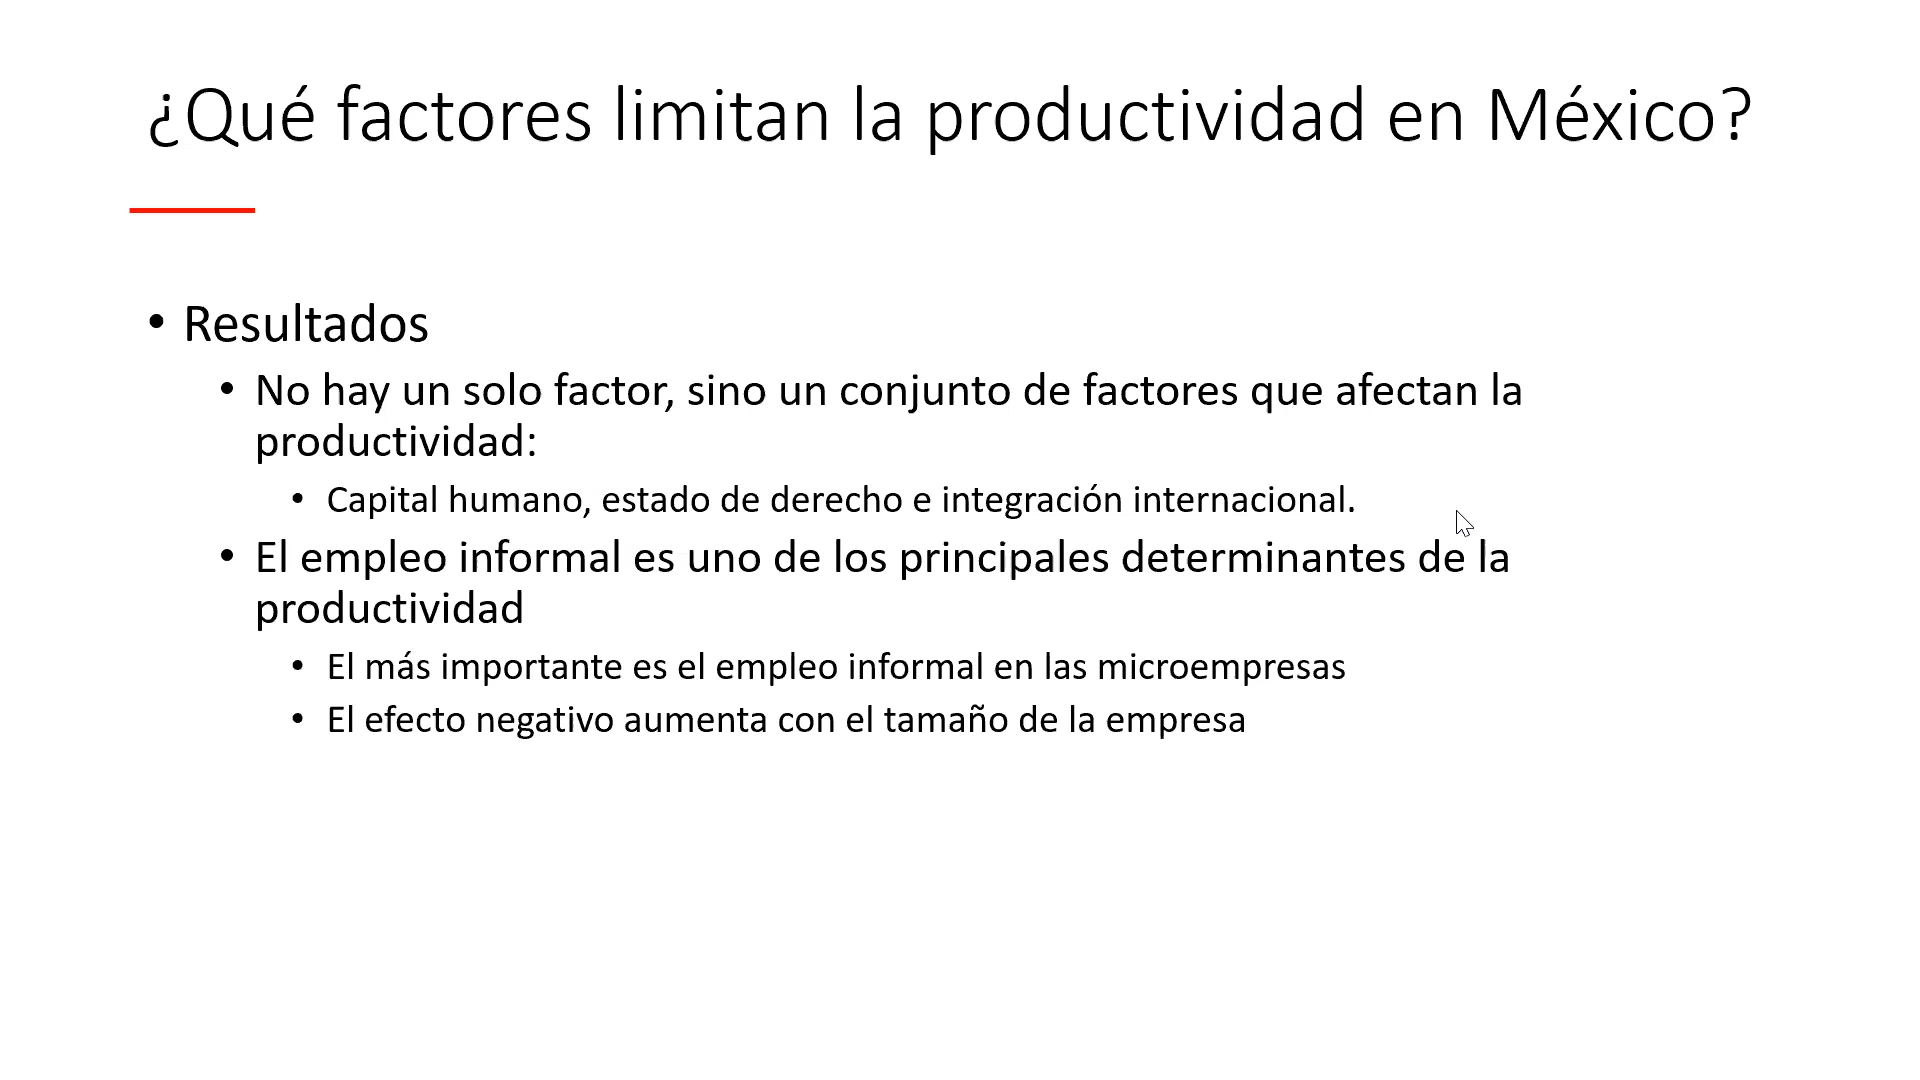 ¿Qué factores limitan la productividad en México?
• Resultados
• No hay un solo factor, sino un conjunto de factores que afectan la
productividad:
• Capital humano, estado de derecho e integración internacional.
• El empleo informal es uno de los principales determinantes de la
productividad
• El más importante es el empleo informal en las microempresas
• El efecto negativo aumenta con el tamaño de la empresa